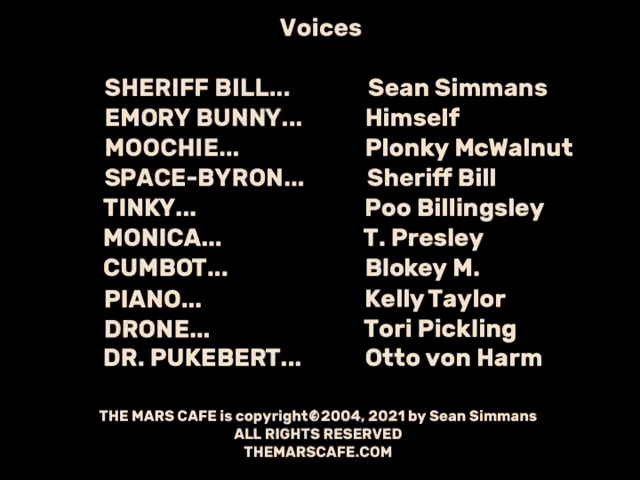 Voices
SHERIFF BILL... Sean Simmans
EMORY BUNNY... Himself
MOOCHIE... Plonky McWalnut
SPACE-BYRON... Sheriff Bill
TINKY... Poo Billingsley
MONICA... T. Presley
CUMBOT... Blokey M.
PIANO... Kelly Taylor
DRONE... Tori Pickling
DR. PUKEBERT... Otto von Harm
THE MARS CAFE is copyright©2004, 2021 by Sean Simmans
ALL RIGHTS RESERVED
THEMARSCAFE.COM